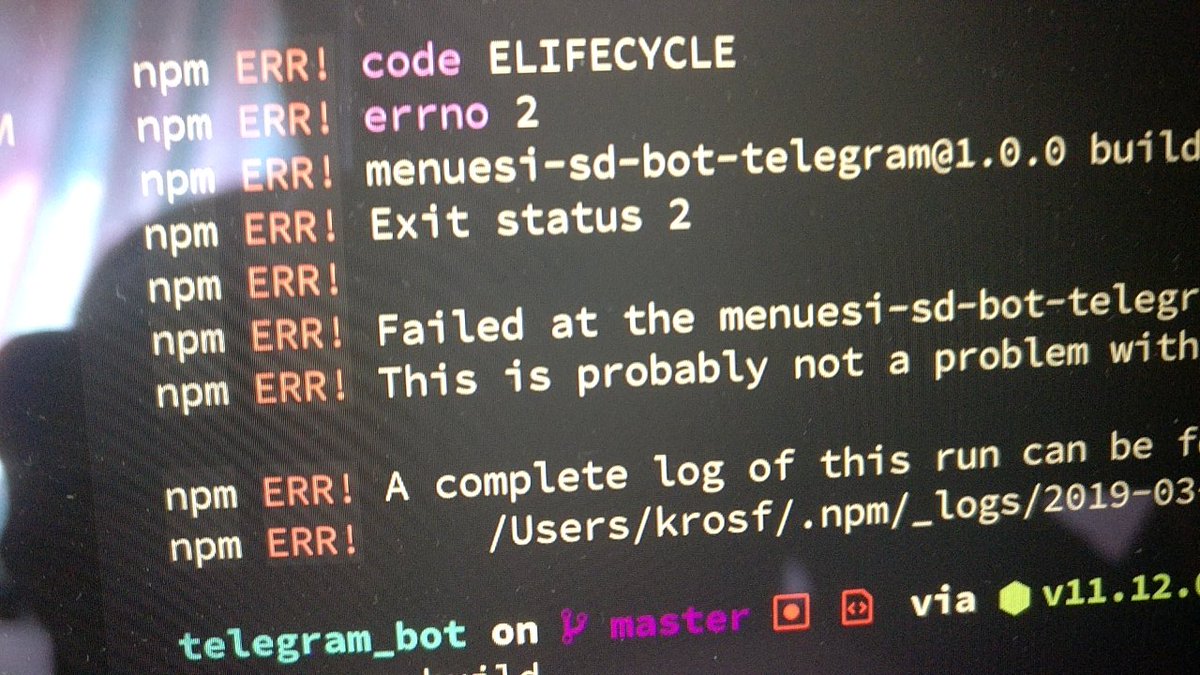 npm ERR! code ELIFECYCLE
npm ERR! errno 2
npm ERR! menuesi-sd-bot-telegram@1.0.0 build
npm ERR! Exit status 2
npm ERR!
npm ERR! Failed at the menuesi-sd-bot-telegr
npm ERR! This is probably not a problem with
npm ERR! A complete log of this run can be
npm ERR! /Users/krosf/.npm/_logs/2019-03-
telegram_bot on master via v11.12.
build